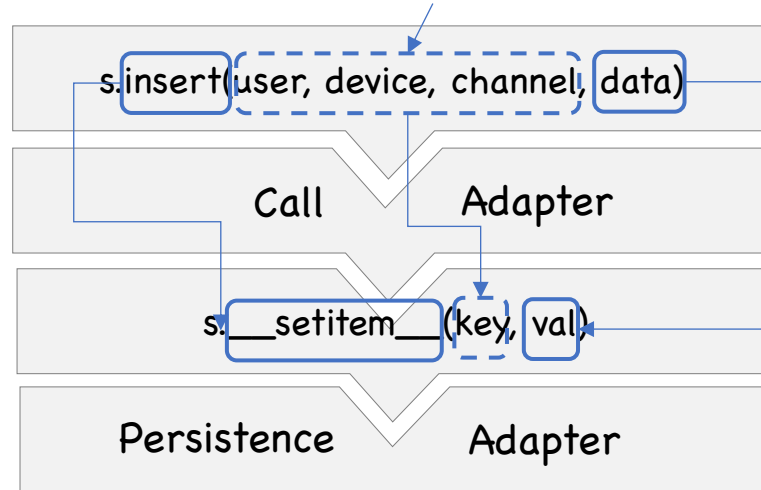 s.insert(user, device, channel, data)
Call Adapter
s.__setitem__(key, val)
Persistence Adapter